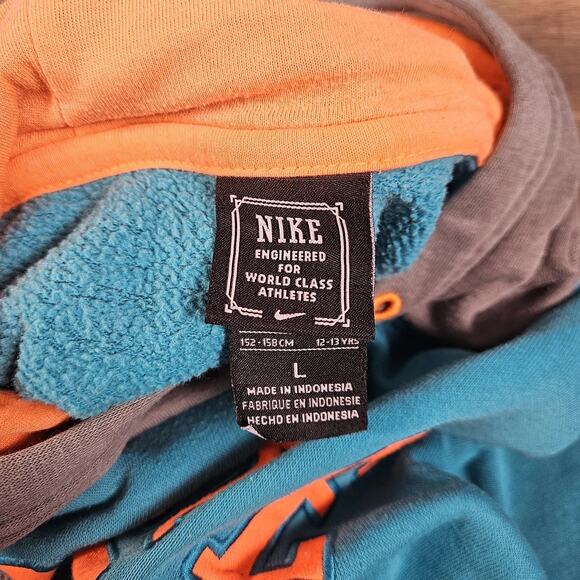 NIKE
ENGINEERED
FOR
WORLD CLASS
ATHLETES
152-158CM 12-13 YRS
L
MADE IN INDONESIA
FABRIQUE EN INDONESIE
HECHO EN INDONESIA